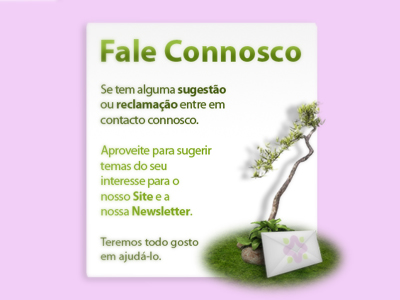 Fale Connosco
Se tem alguma sugestão
ou reclamação entre em
contacto connosco.
Aproveite para sugerir
temas do seu
interesse para o
nosso Site e a
nossa Newsletter.
Teremos todo gosto
em ajudá-lo.